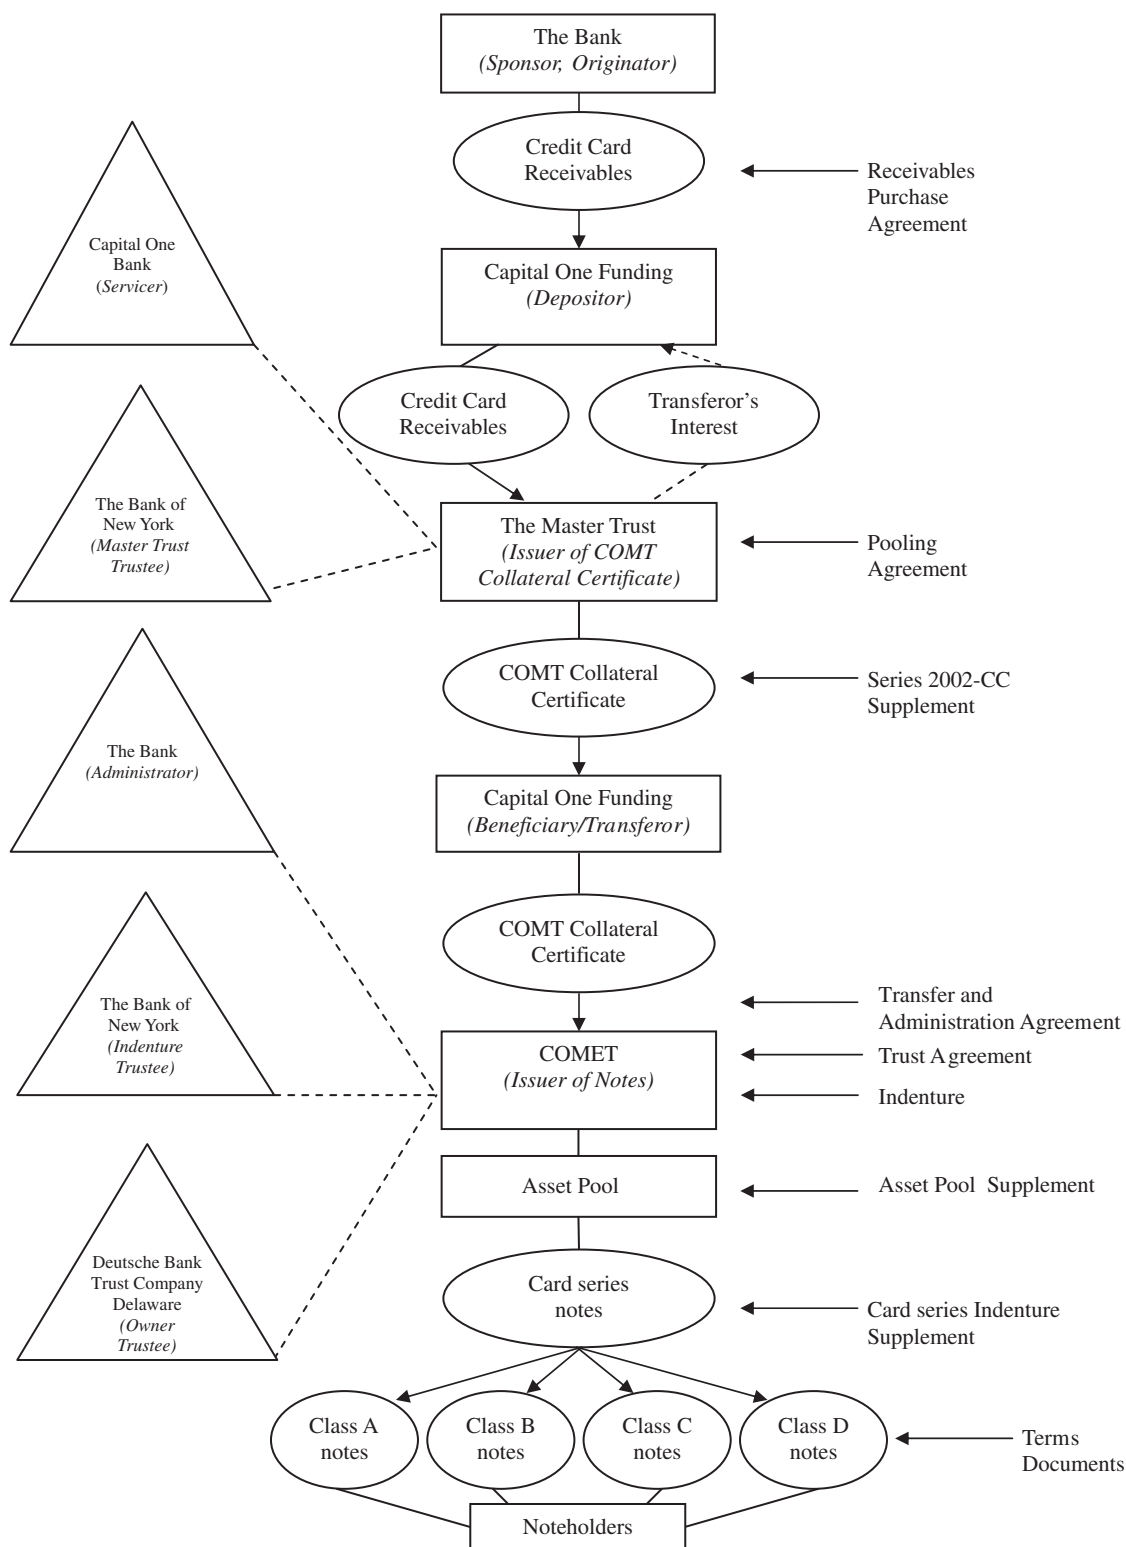 The Bank
(Sponsor, Originator)
Credit Card
Receivables
Receivables
Purchase
Agreement
Capital One
Bank
(Servicer)
Capital One Funding
(Depositor)
Credit Card
Receivables
Transferor’s
Interest
The Bank of
New York
(Master Trust
Trustee)
The Master Trust
(Issuer of COMT
Collateral Certificate)
Pooling
Agreement
COMT Collateral
Certificate
Series 2002-CC
Supplement
The Bank
(Administrator)
Capital One Funding
(Beneficiary/Transferor)
COMT Collateral
Certificate
The Bank of
New York
(Indenture
Trustee)
Transfer and
Administration Agreement
COMET
(Issuer of Notes)
Trust Agreement
Indenture
Asset Pool
Asset Pool Supplement
Deutsche Bank
Trust Company
Delaware
(Owner
Trustee)
Card series
notes
Card series Indenture
Supplement
Class A
notes
Class B
notes
Class C
notes
Class D
notes
Terms
Documents
Noteholders